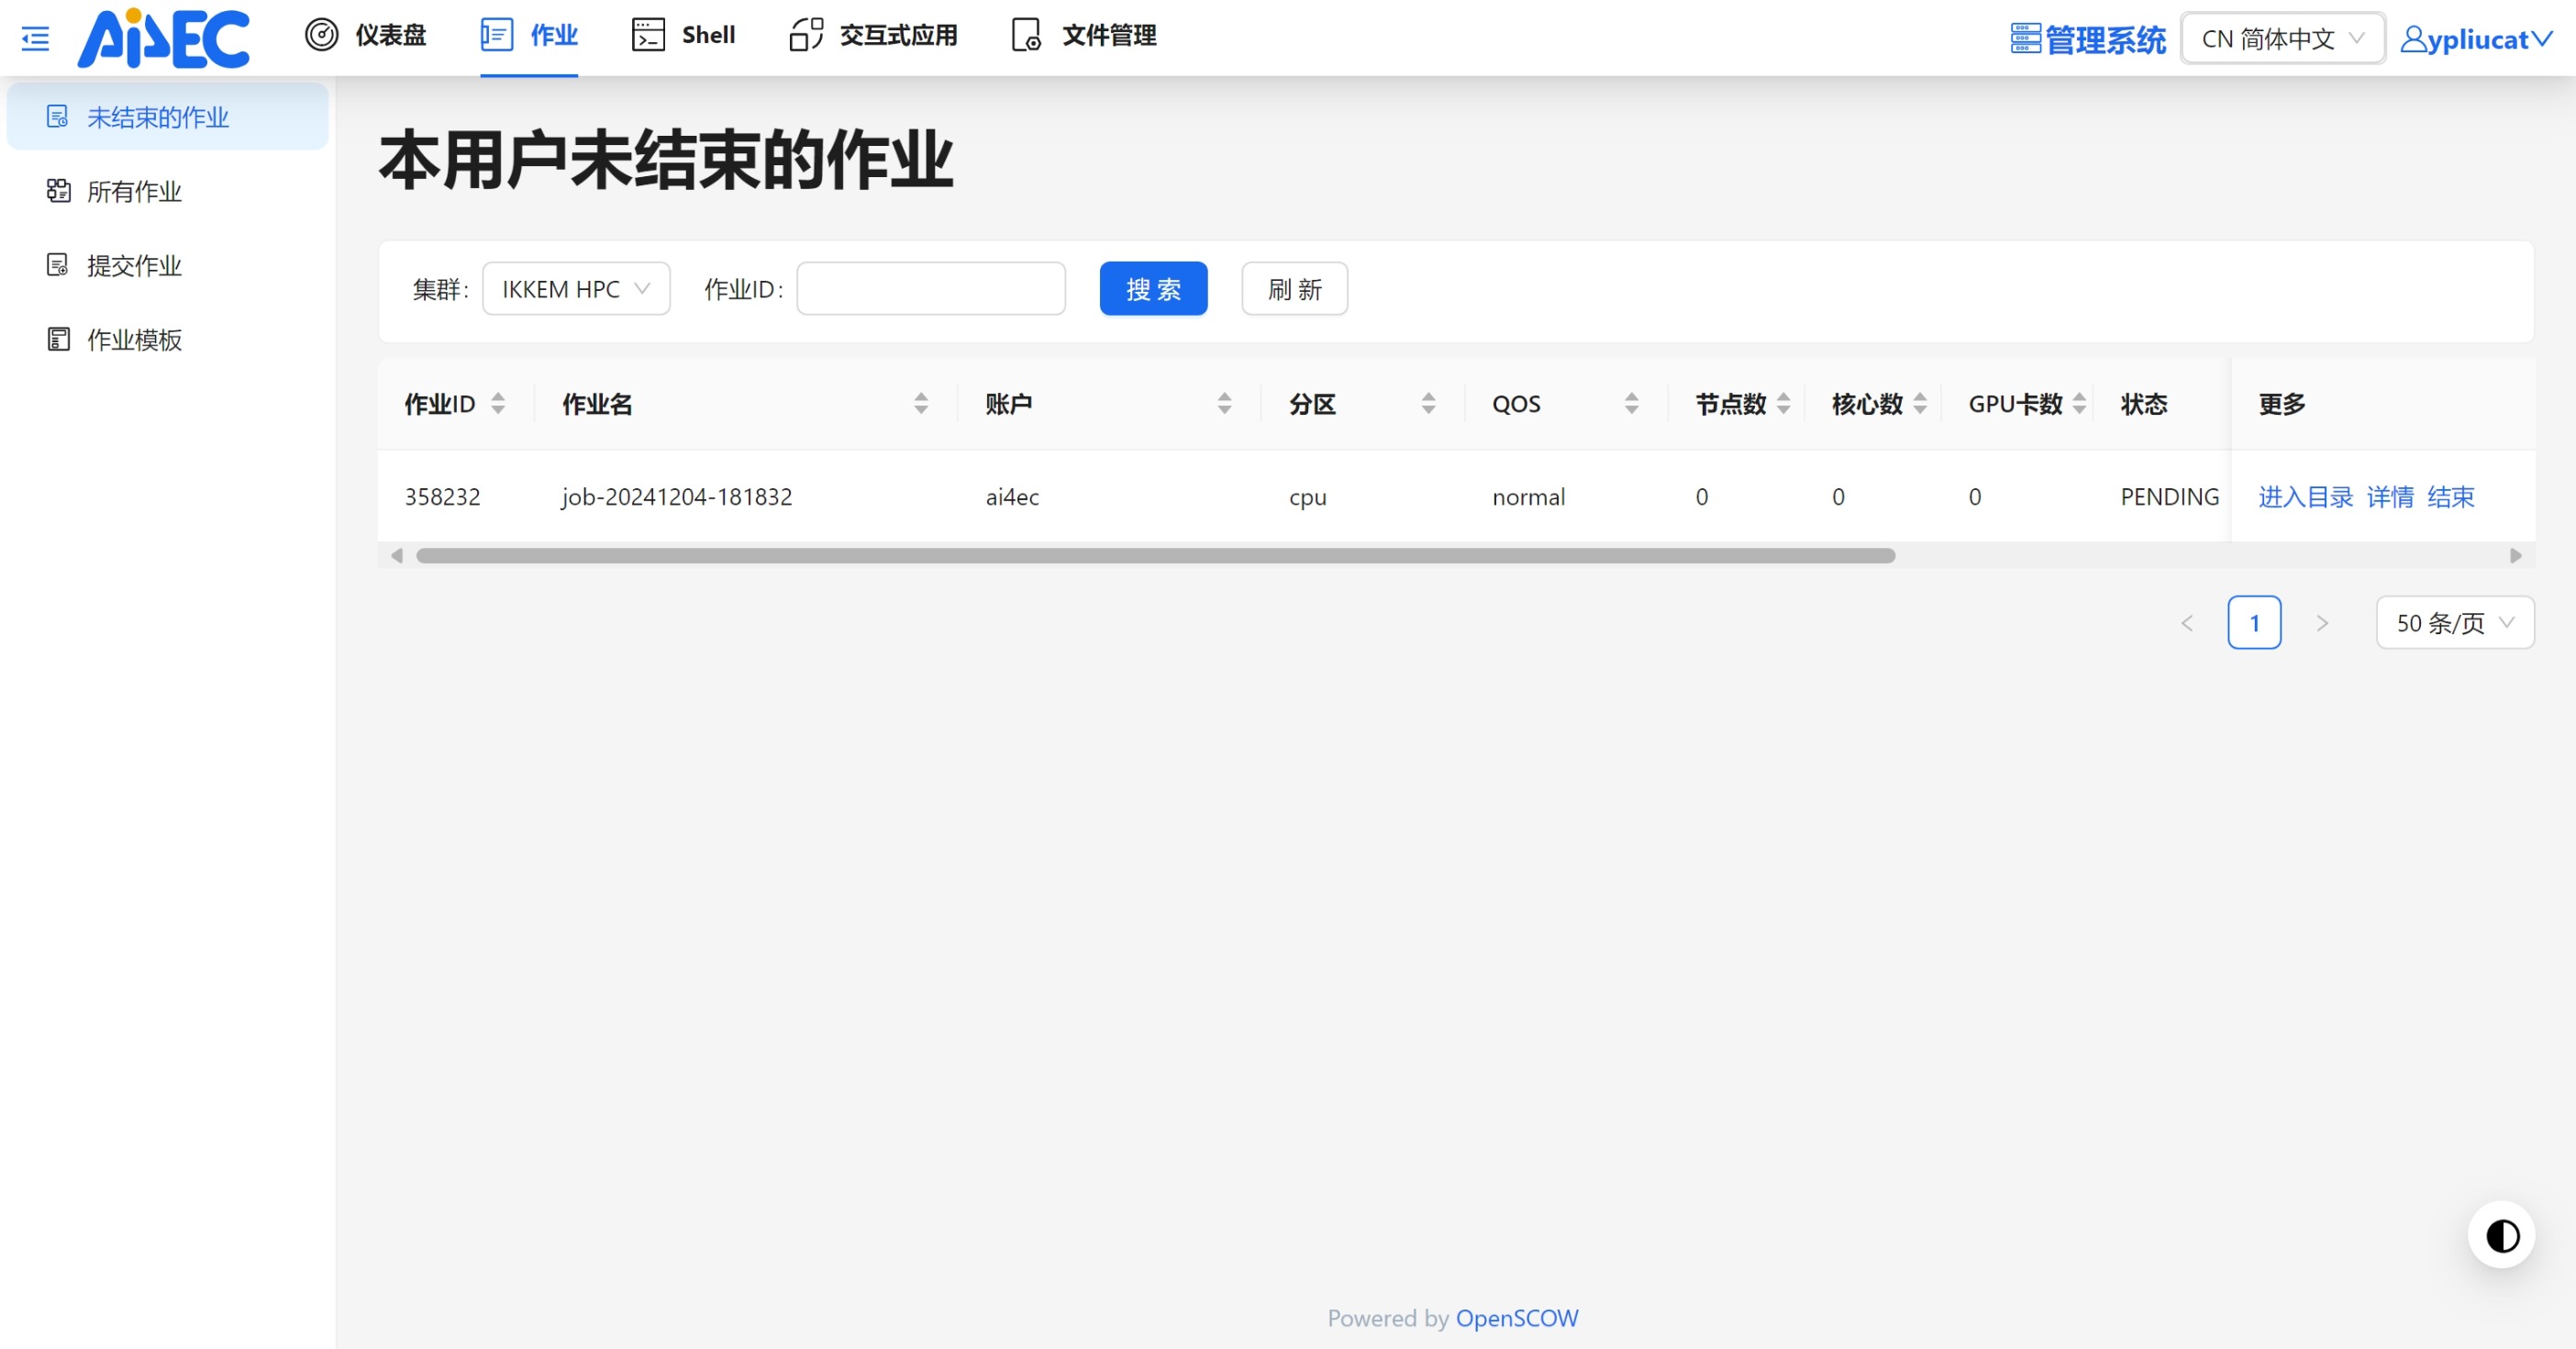 Ai4EC 仪表盘 作业 Shell 交互式应用 文件管理 管理系统 CN 简体中文 ypliucat
未结束的作业
所有作业
提交作业
作业模板
本用户未结束的作业
集群: IKKEM HPC 作业ID: 搜 索 刷 新
作业ID 作业名 账户 分区 QOS 节点数 核心数 GPU卡数 状态 更多
358232 job-20241204-181832 ai4ec cpu normal 0 0 0 PENDING 进入目录 详情 结束
1 50 条/页
Powered by OpenSCOW